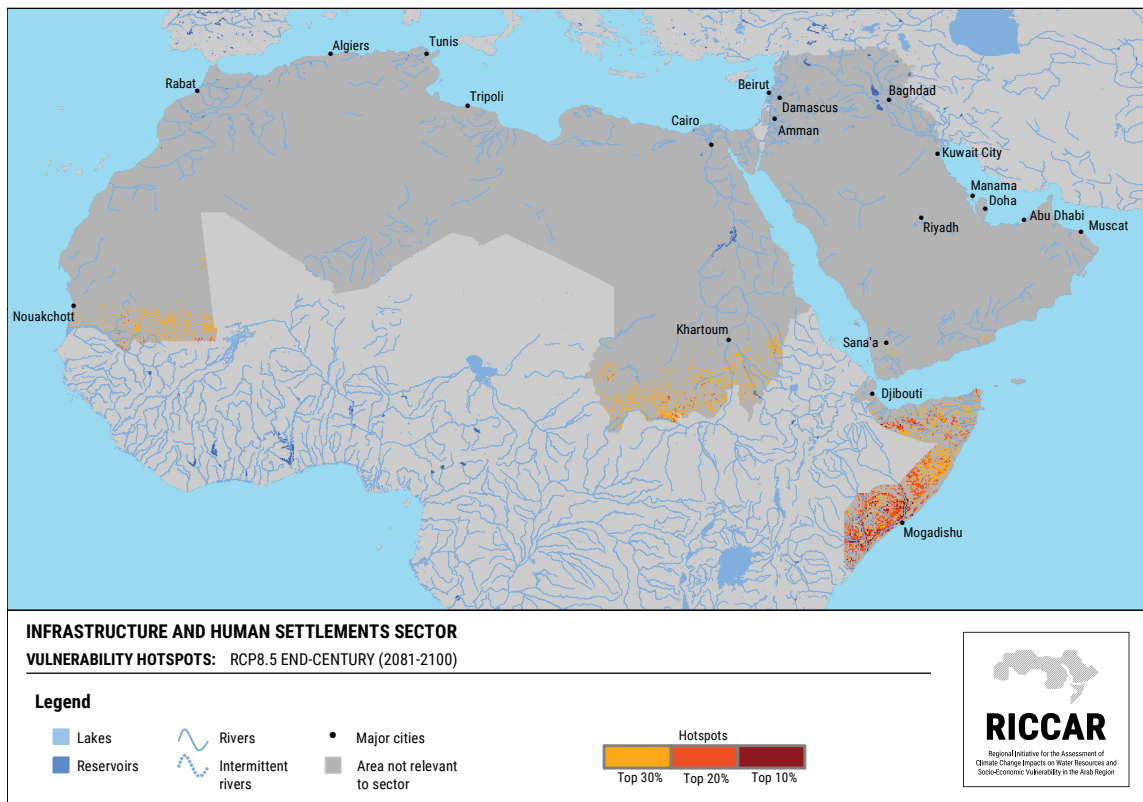 Algiers
Tunis
Rabat
Tripoli
Beirut
Damascus
Baghdad
Cairo
Amman
Kuwait City
Manama
Doha
Abu Dhabi
Riyadh
Muscat
Nouakchott
Khartoum
Sana'a
Djibouti
Mogadishu
INFRASTRUCTURE AND HUMAN SETTLEMENTS SECTOR
VULNERABILITY HOTSPOTS: RCP8.5 END-CENTURY (2081-2100)
Legend
Lakes
Reservoirs
Rivers
Intermittent
rivers
Major cities
Area not relevant
to sector
Hotspots
Top 30% Top 20% Top 10%
RICCAR
Regional Initiative for the Assessment of
Climate Change Impacts on Water Resources and
Socio-Economic Vulnerability in the Arab Region